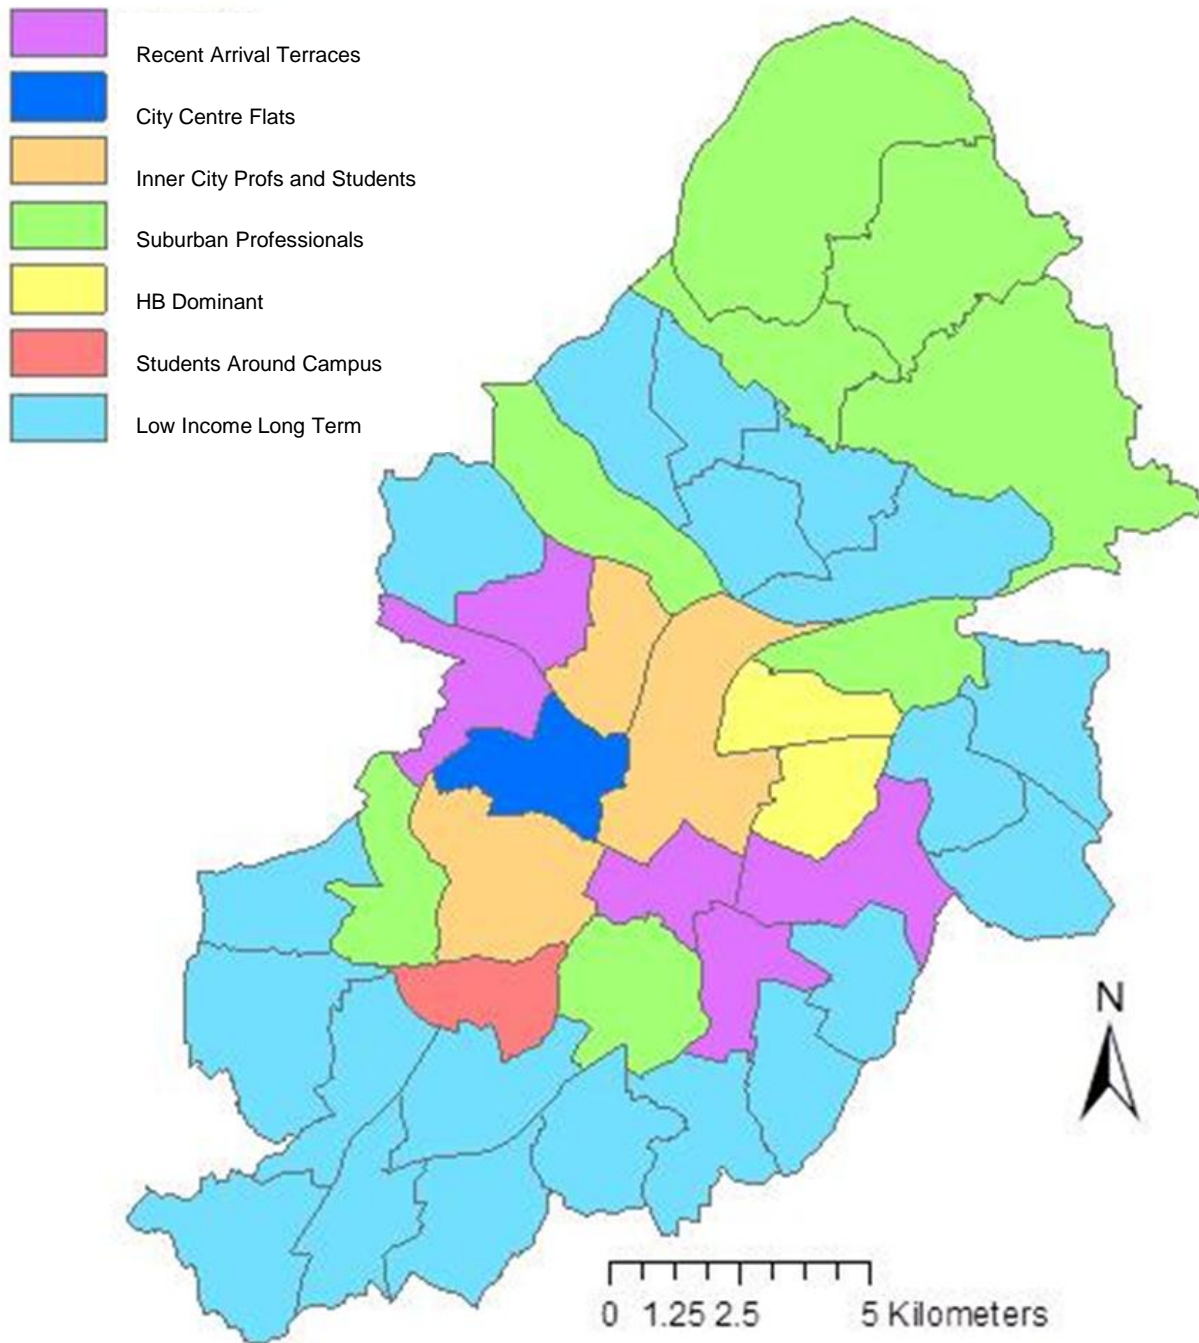 Recent Arrival Terraces
City Centre Flats
Inner City Profs and Students
Suburban Professionals
HB Dominant
Students Around Campus
Low Income Long Term
N
0 1.25 2.5 5 Kilometers